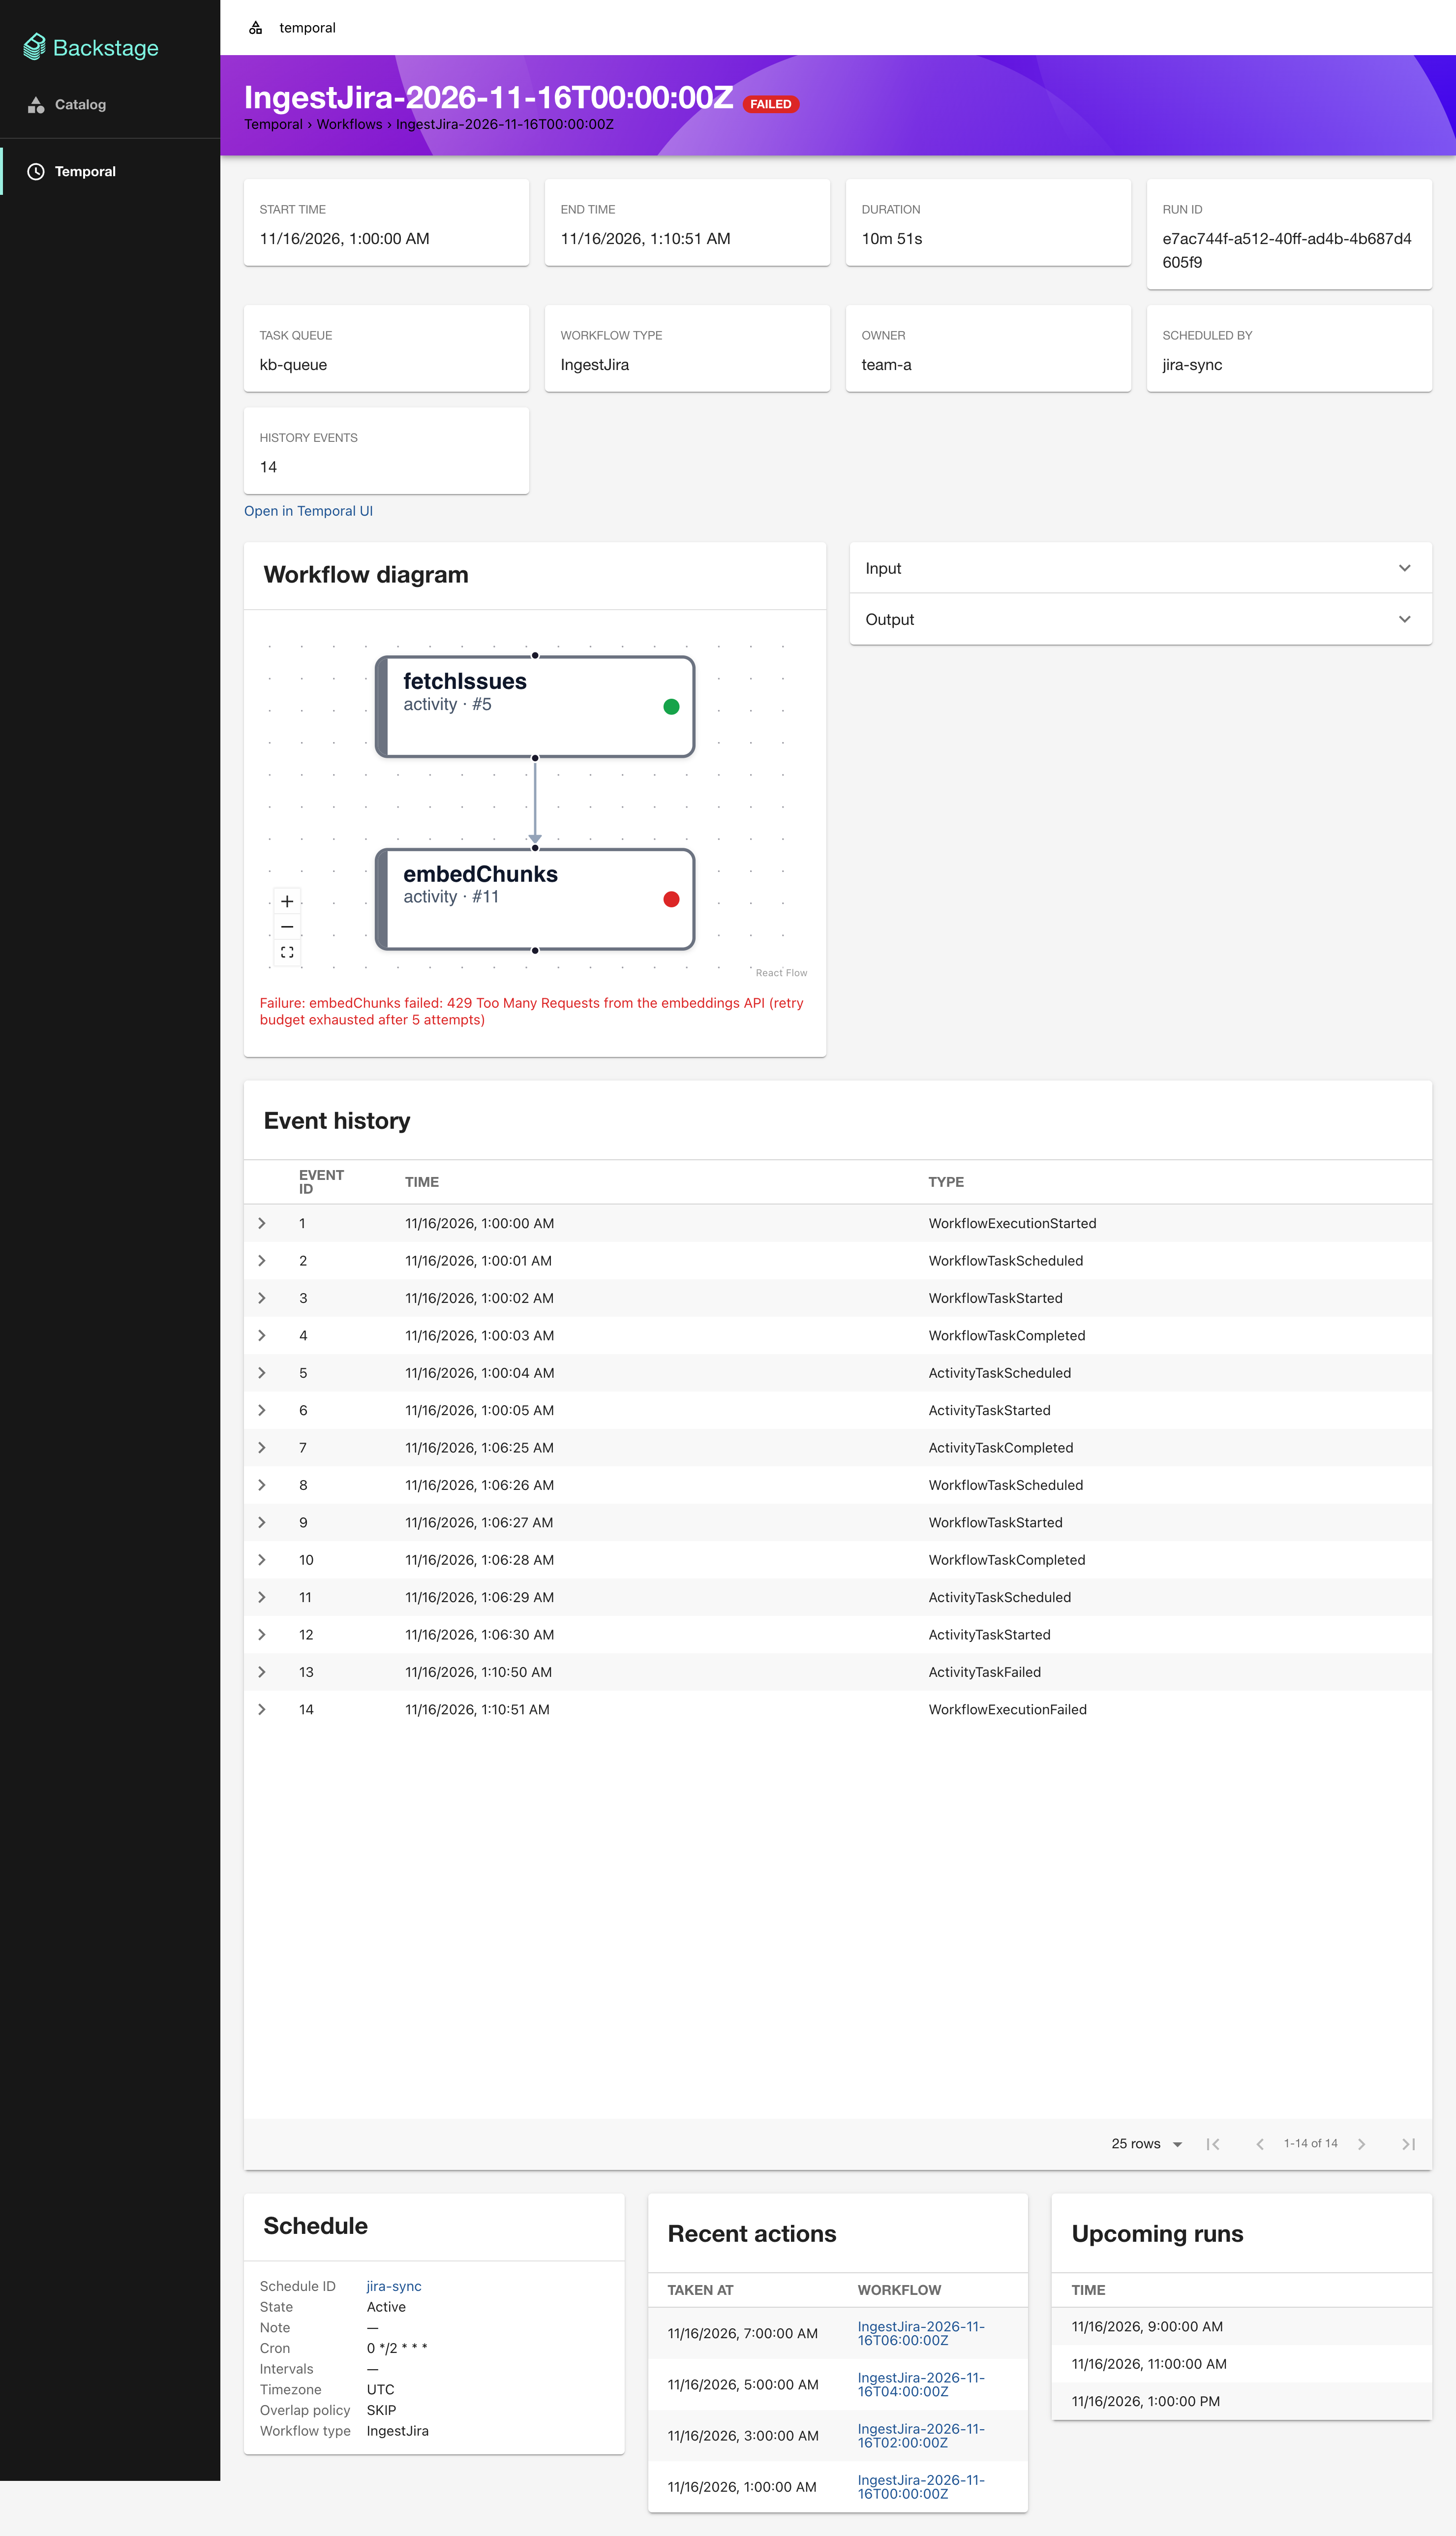 Backstage
Catalog
Temporal
temporal
IngestJira-2026-11-16T00:00:00Z FAILED
Temporal › Workflows › IngestJira-2026-11-16T00:00:00Z
START TIME
11/16/2026, 1:00:00 AM
END TIME
11/16/2026, 1:10:51 AM
DURATION
10m 51s
RUN ID
e7ac744f-a512-40ff-ad4b-4b687d4
605f9
TASK QUEUE
kb-queue
WORKFLOW TYPE
IngestJira
OWNER
team-a
SCHEDULED BY
jira-sync
HISTORY EVENTS
14
Open in Temporal UI
Workflow diagram
fetchIssues
activity · #5
embedChunks
activity · #11
React Flow
Failure: embedChunks failed: 429 Too Many Requests from the embeddings API (retry
budget exhausted after 5 attempts)
Input
Output
Event history
EVENT
ID
TIME
TYPE
1 11/16/2026, 1:00:00 AM WorkflowExecutionStarted
2 11/16/2026, 1:00:01 AM WorkflowTaskScheduled
3 11/16/2026, 1:00:02 AM WorkflowTaskStarted
4 11/16/2026, 1:00:03 AM WorkflowTaskCompleted
5 11/16/2026, 1:00:04 AM ActivityTaskScheduled
6 11/16/2026, 1:00:05 AM ActivityTaskStarted
7 11/16/2026, 1:06:25 AM ActivityTaskCompleted
8 11/16/2026, 1:06:26 AM WorkflowTaskScheduled
9 11/16/2026, 1:06:27 AM WorkflowTaskStarted
10 11/16/2026, 1:06:28 AM WorkflowTaskCompleted
11 11/16/2026, 1:06:29 AM ActivityTaskScheduled
12 11/16/2026, 1:06:30 AM ActivityTaskStarted
13 11/16/2026, 1:10:50 AM ActivityTaskFailed
14 11/16/2026, 1:10:51 AM WorkflowExecutionFailed
25 rows 1-14 of 14
Schedule
Schedule ID jira-sync
State Active
Note —
Cron 0 */2 * * *
Intervals —
Timezone UTC
Overlap policy SKIP
Workflow type IngestJira
Recent actions
TAKEN AT WORKFLOW
11/16/2026, 7:00:00 AM IngestJira-2026-11-
16T06:00:00Z
11/16/2026, 5:00:00 AM IngestJira-2026-11-
16T04:00:00Z
11/16/2026, 3:00:00 AM IngestJira-2026-11-
16T02:00:00Z
11/16/2026, 1:00:00 AM IngestJira-2026-11-
16T00:00:00Z
Upcoming runs
TIME
11/16/2026, 9:00:00 AM
11/16/2026, 11:00:00 AM
11/16/2026, 1:00:00 PM